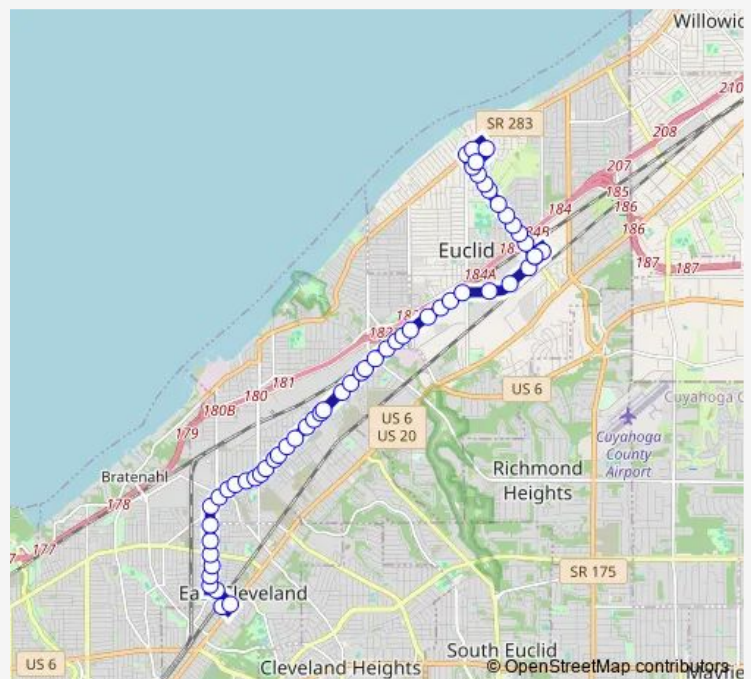 Willowic
SR 283
210
208
207
185
184
186
186
Euclid
184A
187
187
182
181
180
180B
US 6
Cuyahoga C
179
US 6
US 20
Cuyahoga
County
Airport
Bratenahl
Richmond
Heights
178
177
SR 175
East Cleveland
South Euclid
US 6
Cleveland Heights
© OpenStreetMap contributors
Mayfie